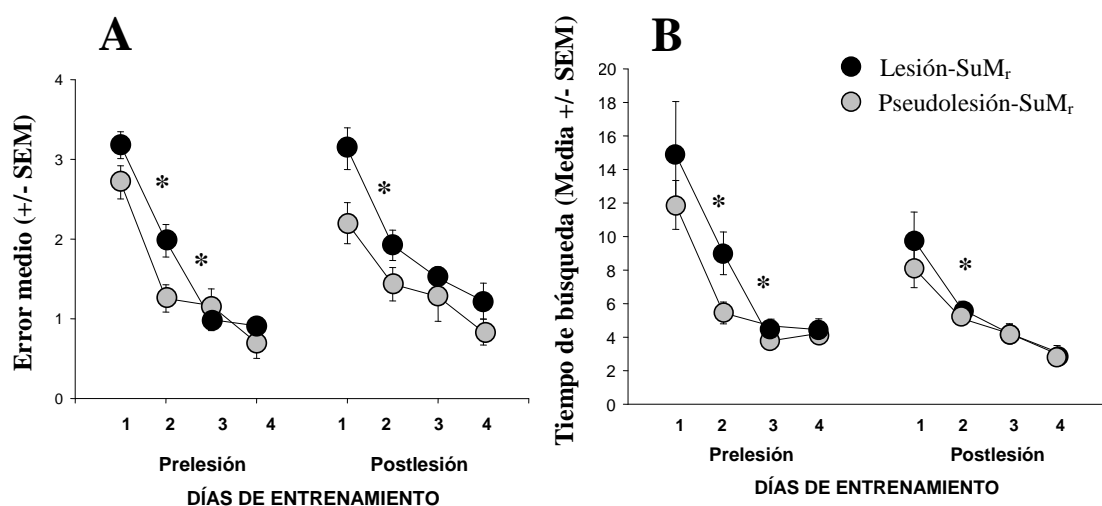 A
Error medio (+/- SEM)
4
3
2
1
0
*
*
*
1 2 3 4 1 2 3 4
Prelesión Postlesión
DÍAS DE ENTRENAMIENTO
B
Lesión-SuMr
Pseudolesión-SuMr
Tiempo de búsqueda (Media +/- SEM)
20
18
16
14
12
10
8
6
4
2
0
*
*
*
1 2 3 4 1 2 3 4
Prelesión Postlesión
DÍAS DE ENTRENAMIENTO